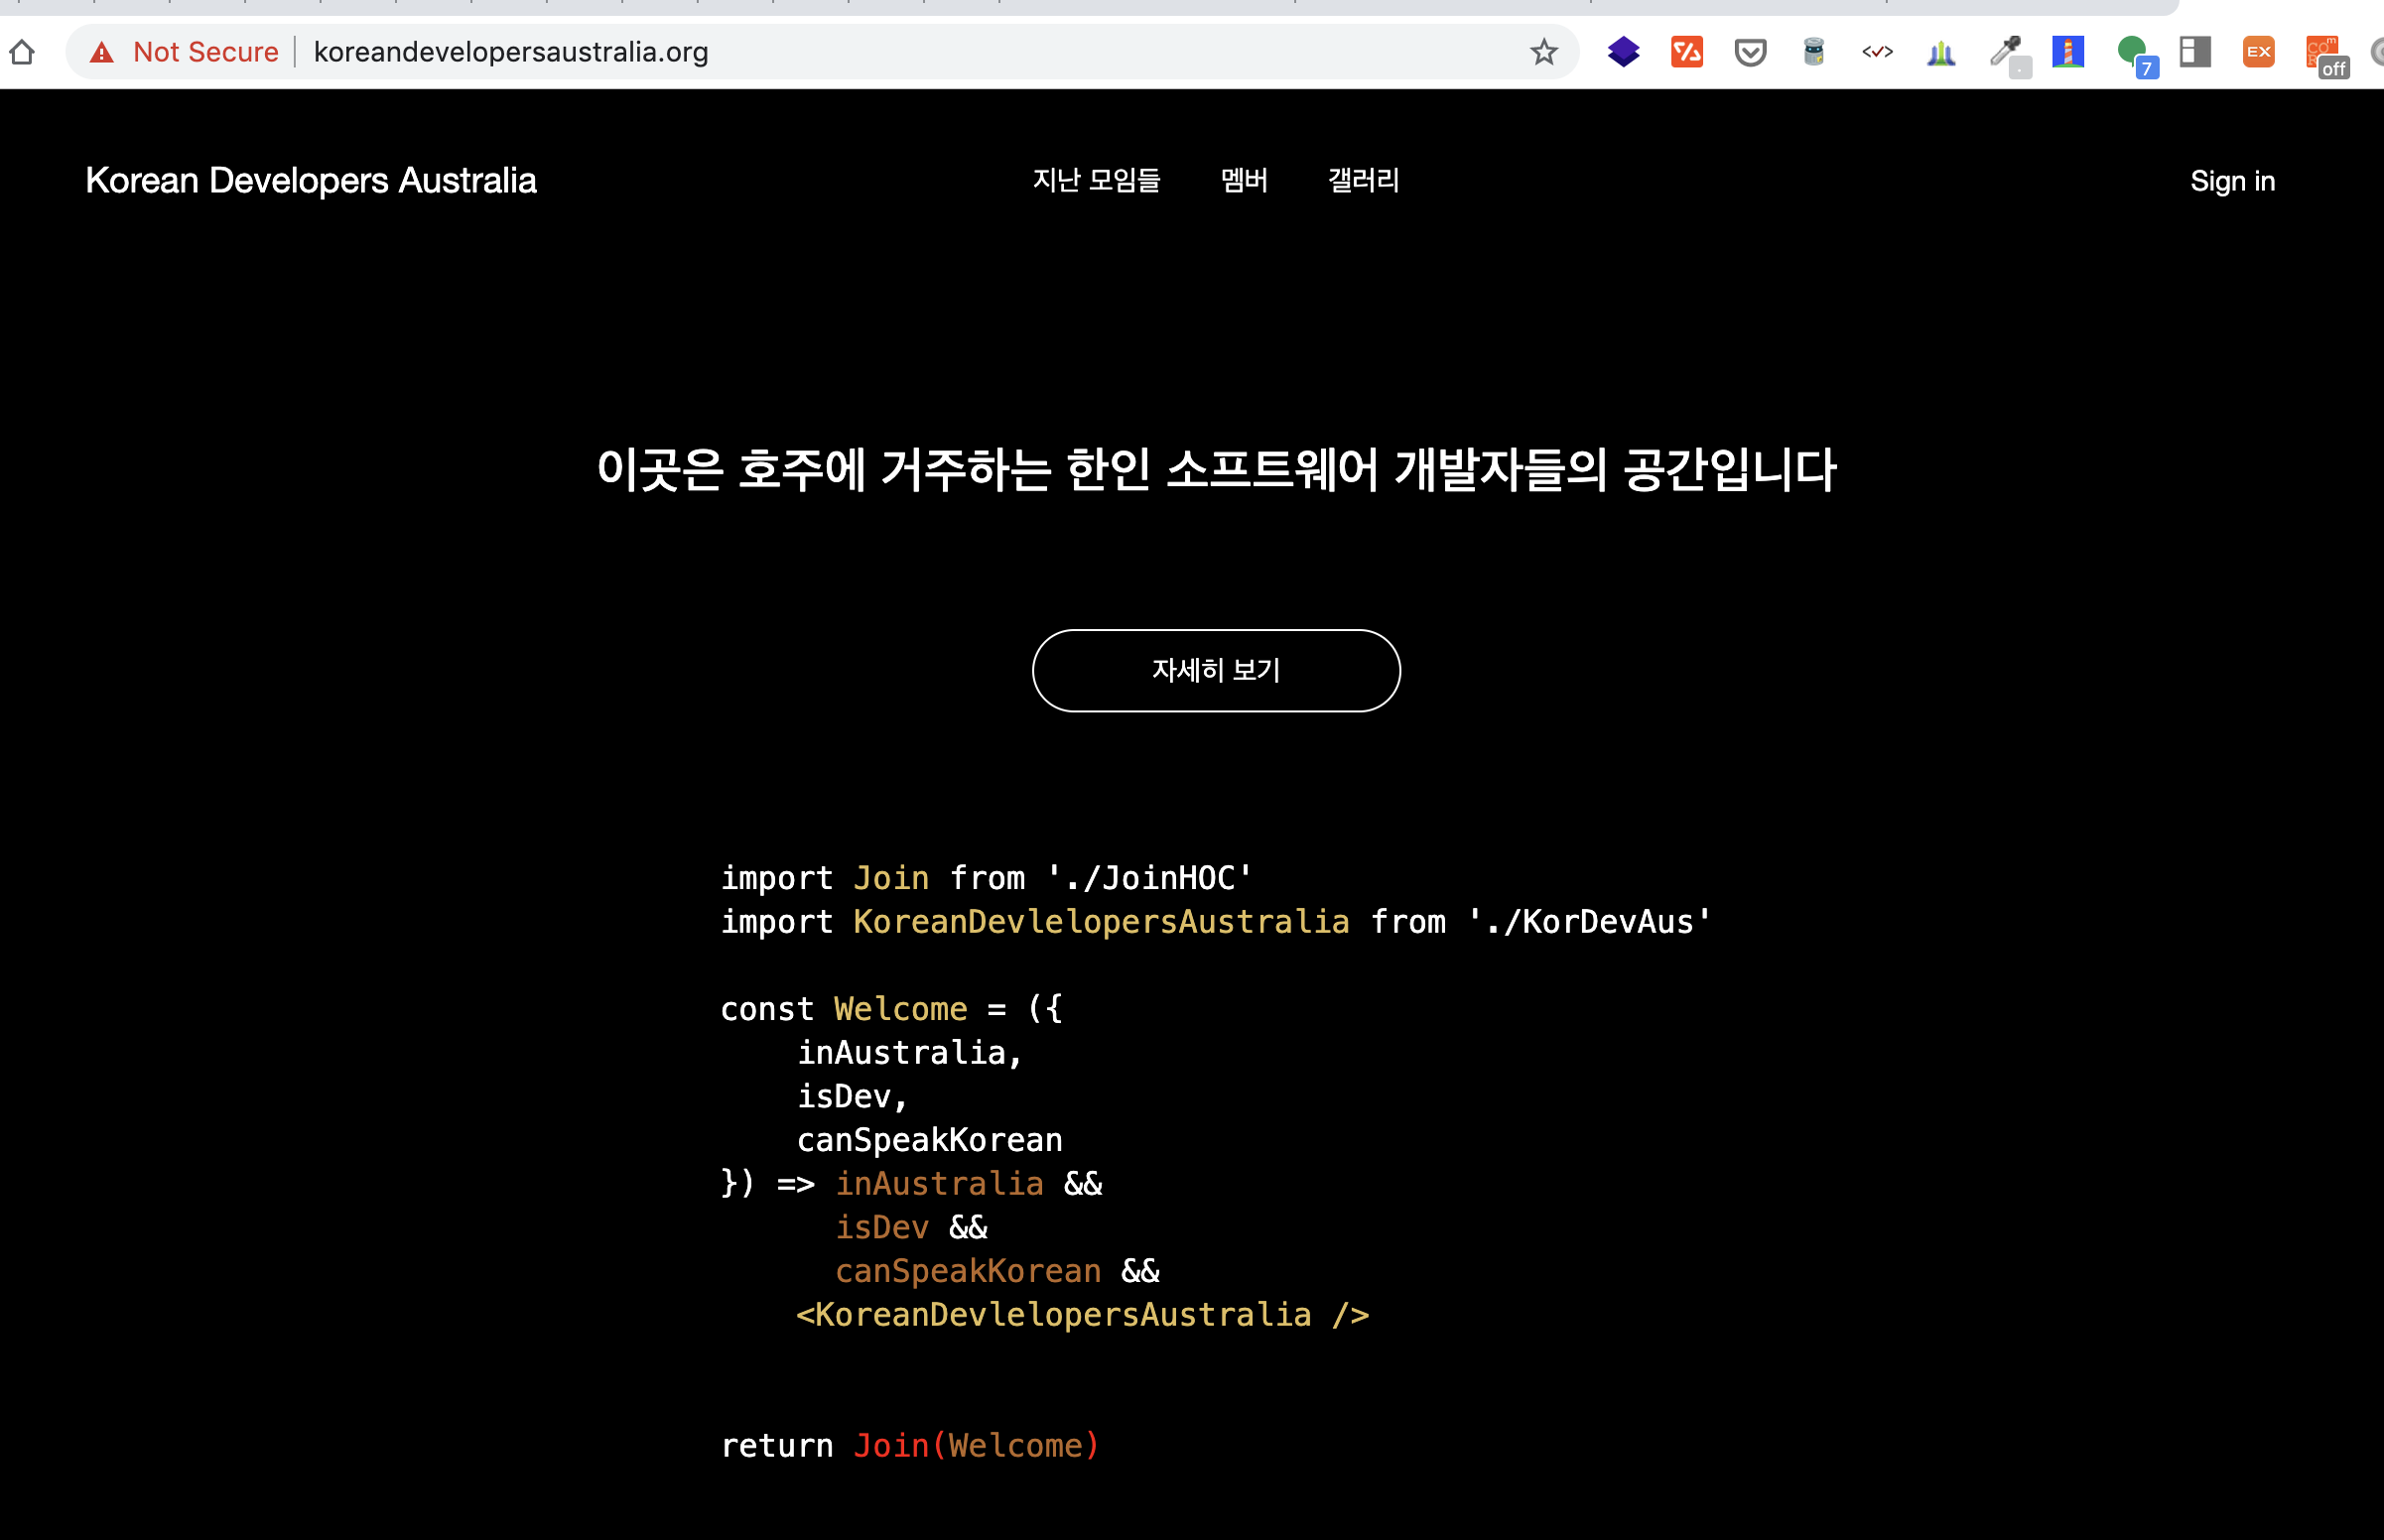 Not Secure koreandevelopersaustralia.org
7
EX
off
Korean Developers Australia 지난 모임들 멤버 갤러리 Sign in
이곳은 호주에 거주하는 한인 소프트웨어 개발자들의 공간입니다
자세히 보기
import Join from './JoinHOC'
import KoreanDevlelopersAustralia from './KorDevAus'
const Welcome = ({
inAustralia,
isDev,
canSpeakKorean
}) => inAustralia &&
isDev &&
canSpeakKorean &&
<KoreanDevlelopersAustralia />
return Join(Welcome)